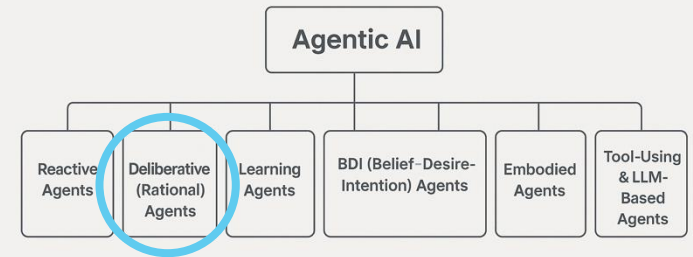 Agentic AI
Reactive
Agents
Deliberative
(Rational)
Agents
Learning
Agents
BDI (Belief–Desire-
Intention) Agents
Embodied
Agents
Tool-Using
& LLM-
Based
Agents